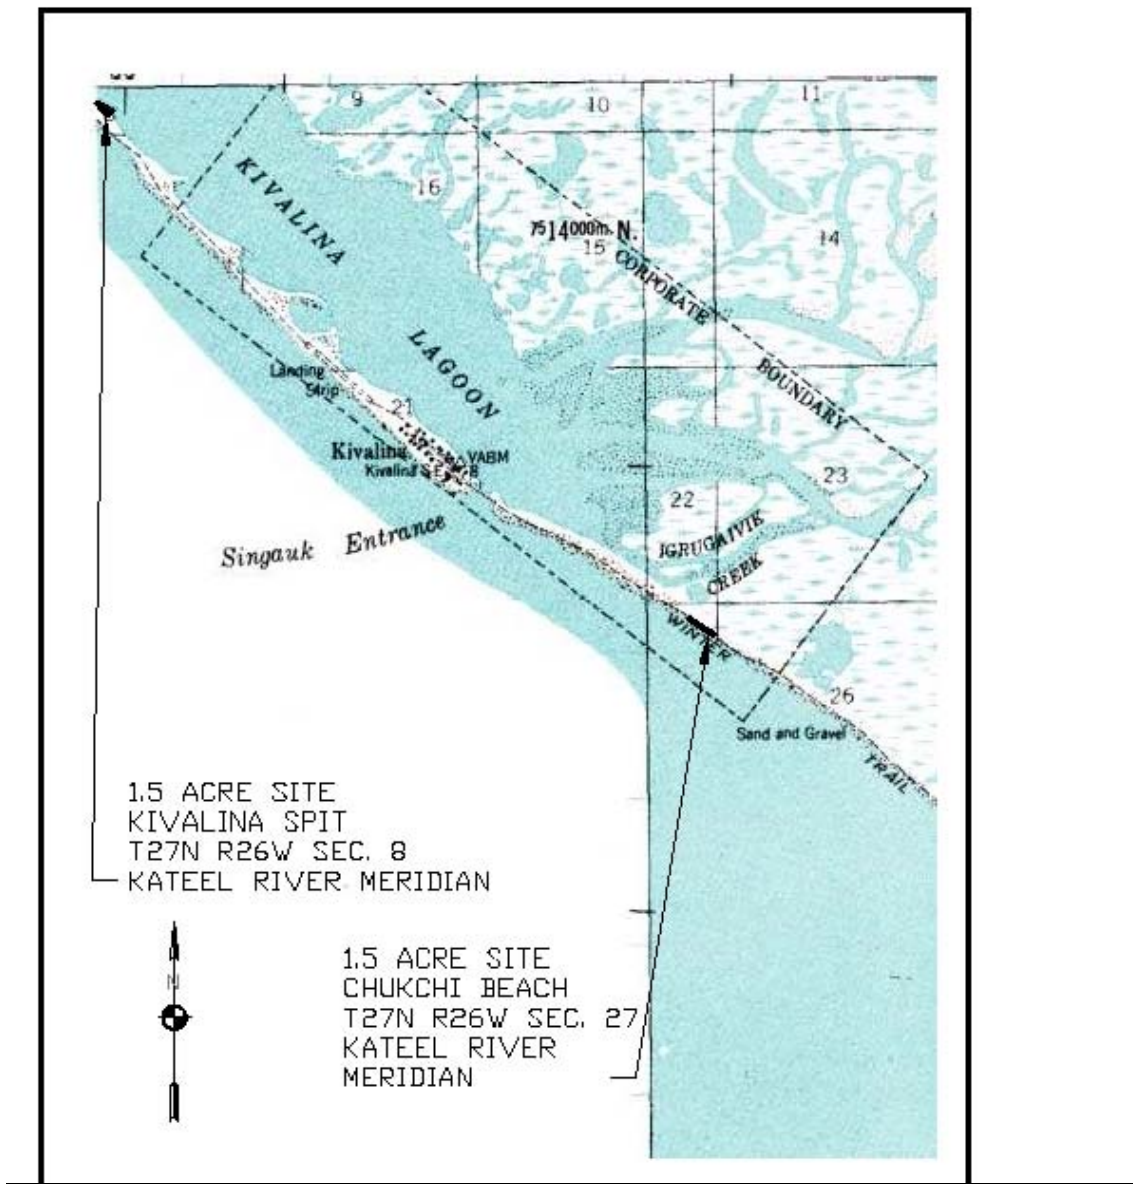 9
10
11
16
KIVALINA
7514000m. N.
15
14
CORPORATE
LAGOON
BOUNDARY
Landing
Strip
Kivalina
VABM
Kivalina
8
23
22
Singauk Entrance
IGRUGAIVIK
CREEK
WINTER
26
Sand and Gravel
TRAIL
1.5 ACRE SITE
KIVALINA SPIT
T27N R26W SEC. 8
KATEEL RIVER MERIDIAN
N
1.5 ACRE SITE
CHUKCHI BEACH
T27N R26W SEC. 27
KATEEL RIVER
MERIDIAN